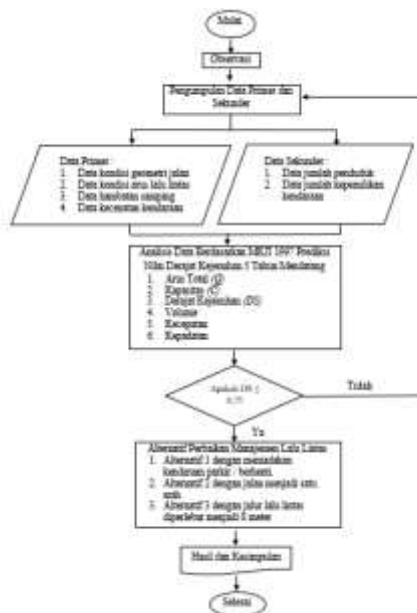 Mulai
Observasi
Pengumpulan Data Primer dan
Sekunder
Data Primer :
1. Data kondisi geometri jalan
2. Data kondisi arus lalu lintas
3. Data hambatan samping
4. Data kecepatan kendaraan
Data Sekunder :
1. Data jumlah penduduk
2. Data jumlah kepemilikan
kendaraan
Analisis Data Berdasarkan MKJI 1997 Prediksi
Nilai Derajat Kejenuhan 5 Tahun Mendatang
1. Arus Total (Q)
2. Kapasitas (C)
3. Derajat Kejenuhan (DS)
4. Volume
5. Kecepatan
6. Kepadatan
Apakah DS
Tidak
Ya
Alternatif Perbaikan Manajemen Lalu Lintas
1. Alternatif 1 dengan meniadakan
kendaraan parkir / berhenti
2. Alternatif 2 dengan jalan menjadi satu
arah
3. Alternatif 3 dengan jalur lalu lintas
diperlebar menjadi 8 meter
Hasil dan Kesimpulan
Selesai